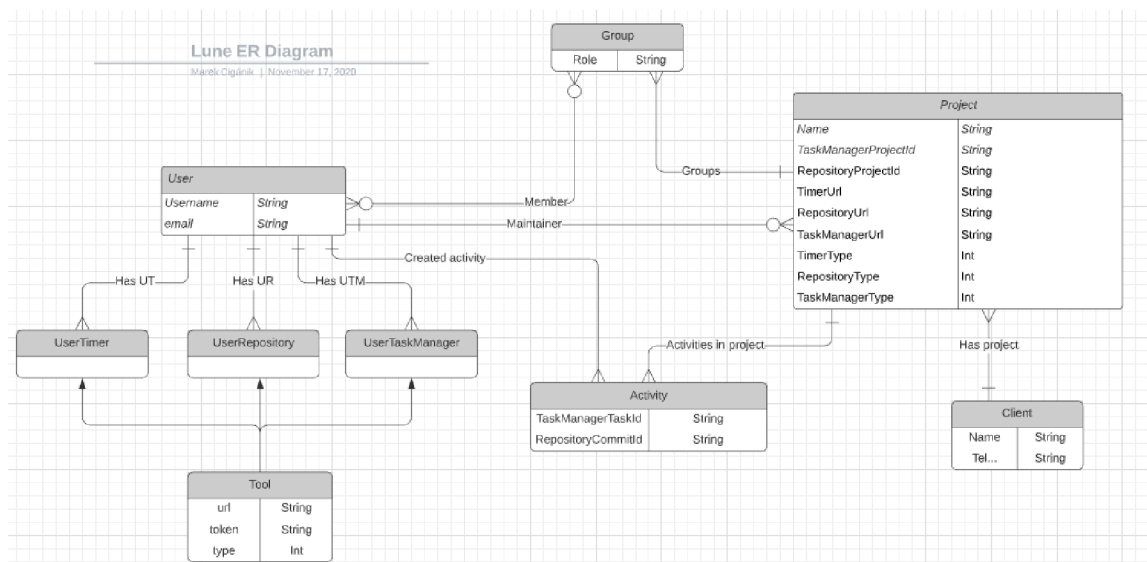 Lune ER Diagram
Marek Cigánik | November 17, 2020
Group
Role String
Project
Name String
TaskManagerProjectId String
RepositoryProjectId String
TimerUrl String
RepositoryUrl String
TaskManagerUrl String
TimerType Int
RepositoryType Int
TaskManagerType Int
Groups
User
Username String
email String
Member
Maintainer
Created activity
Has UT
Has UR
Has UTM
UserTimer
UserRepository
UserTaskManager
Activities in project
Has project
Activity
TaskManagerTaskId String
RepositoryCommitId String
Client
Name String
Tel... String
Tool
url String
token String
type Int